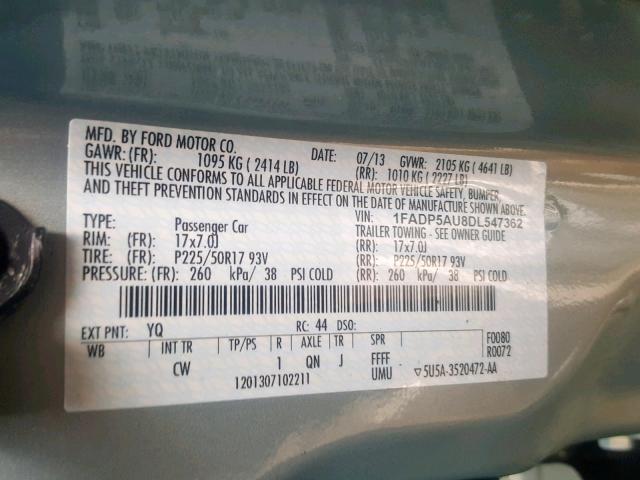 MFD. BY FORD MOTOR CO.
DATE: 07/13 GVWR: 2105 KG ( 4641 LB)
GAWR: (FR): 1095 KG ( 2414 LB) (RR): 1010 KG ( 2227 LB)
THIS VEHICLE CONFORMS TO ALL APPLICABLE FEDERAL MOTOR VEHICLE SAFETY, BUMPER,
AND THEFT PREVENTION STANDARDS IN EFFECT ON THE DATE OF MANUFACTURE SHOWN ABOVE.
VIN: 1FADP5AU8DL547362
TYPE: Passenger Car TRAILER TOWING - SEE OWNER GUIDE
RIM: (FR): 17x7.0J (RR): 17x7.0J
TIRE: (FR): P225/50R17 93V (RR): P225/50R17 93V
PRESSURE: (FR): 260 kPa/ 38 PSI COLD (RR): 260 kPa/ 38 PSI COLD
EXT PNT: YQ RC: 44 DSO:
WB INT TR TP/PS R AXLE TR SPR F0080
R0072
CW 1 QN J FFFF
1201307102211 UMU ▽5U5A-3520472-AA